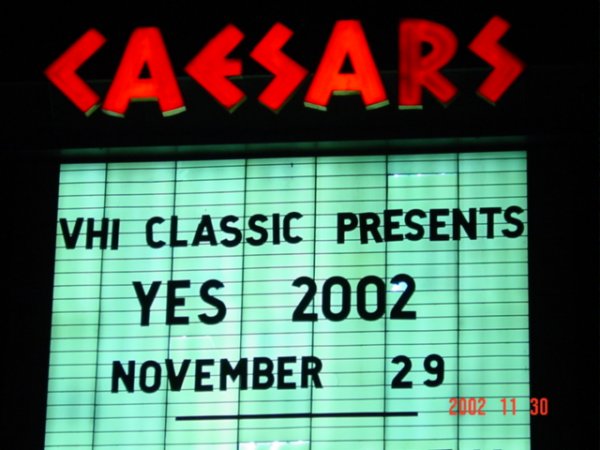 CAESARS
VHI CLASSIC PRESENTS
YES 2002
NOVEMBER 29
2002 11 30